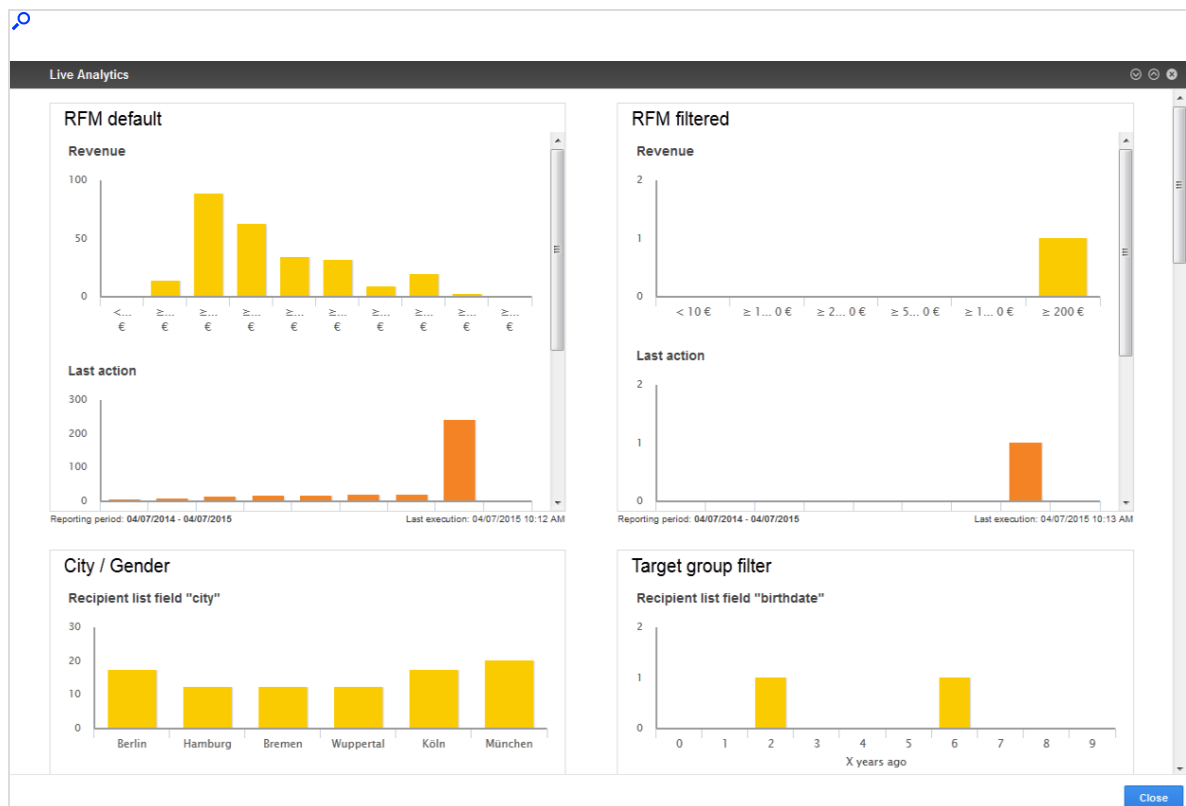 Live Analytics
RFM default
Revenue
100
50
0
<... € ≥... € ≥... € ≥... € ≥... € ≥... € ≥... € ≥... € ≥... € ≥... €
Last action
300
200
100
0
Reporting period: 04/07/2014 - 04/07/2015 Last execution: 04/07/2015 10:12 AM
RFM filtered
Revenue
2
1
0
< 10 € ≥ 1... 0 € ≥ 2... 0 € ≥ 5... 0 € ≥ 1... 0 € ≥ 200 €
Last action
2
1
0
Reporting period: 04/07/2014 - 04/07/2015 Last execution: 04/07/2015 10:13 AM
City / Gender
Recipient list field "city"
30
20
10
0
Berlin Hamburg Bremen Wuppertal Köln München
Target group filter
Recipient list field "birthdate"
2
1
0
0 1 2 3 4 5 6 7 8 9
X years ago
Close